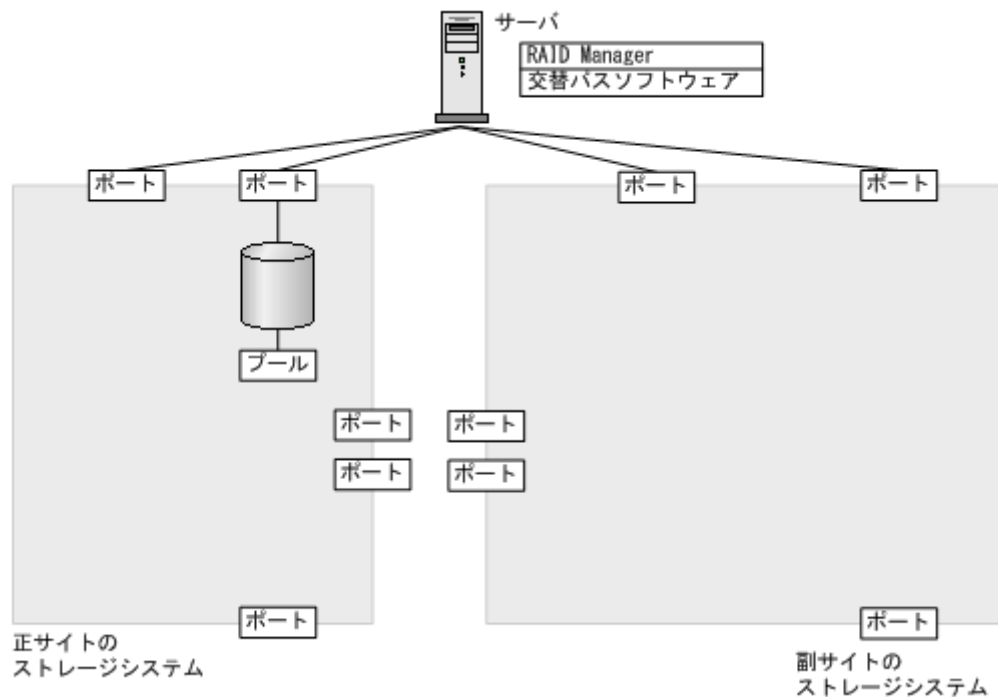 サーバ
RAID Manager
交替パスソフトウェア
ポート
ポート
ポート
ポート
プール
ポート
ポート
ポート
ポート
ポート
ポート
正サイトの
ストレージシステム
副サイトの
ストレージシステム